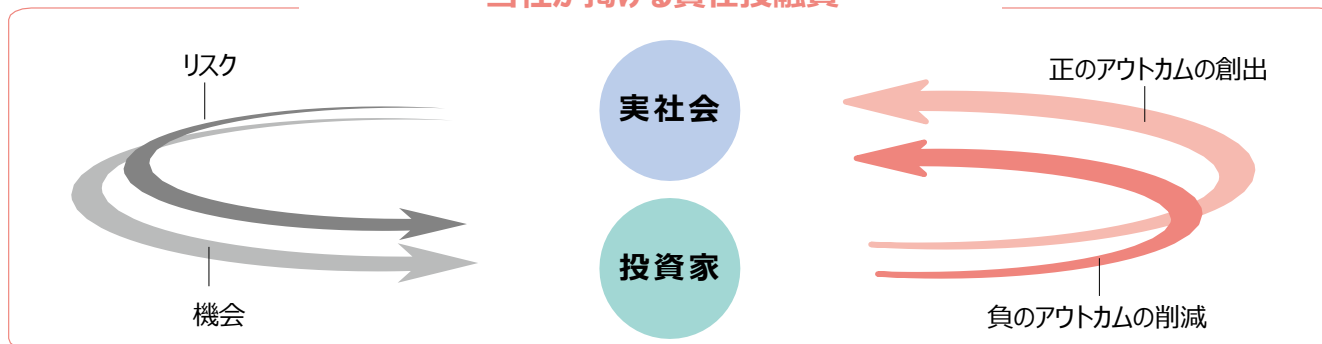 リスク
実社会
正のアウトカムの創出
投資家
機会
負のアウトカムの削減